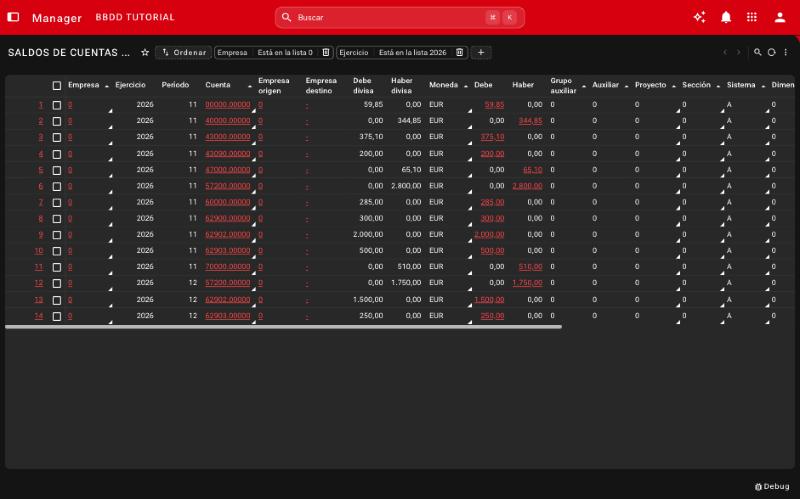 Manager BBDD TUTORIAL Buscar ⌘ K
SALDOS DE CUENTAS ... Ordenar Empresa Está en la lista 0 Ejercicio Está en la lista 2026 +
Empresa Ejercicio Período Cuenta Empresa origen Empresa destino Debe divisa Haber divisa Moneda Debe Haber Grupo auxiliar Auxiliar Proyecto Sección Sistema Dimen
1 0 2026 11 00000.00000 0 - 59,85 0,00 EUR 59,85 0,00 0 0 0 0 A 0
2 0 2026 11 40000.00000 0 - 0,00 344,85 EUR 0,00 344,85 0 0 0 0 A 0
3 0 2026 11 43000.00000 0 - 375,10 0,00 EUR 375,10 0,00 0 0 0 0 A 0
4 0 2026 11 43090.00000 0 - 200,00 0,00 EUR 200,00 0,00 0 0 0 0 A 0
5 0 2026 11 47000.00000 0 - 0,00 65,10 EUR 0,00 65,10 0 0 0 0 A 0
6 0 2026 11 57200.00000 0 - 0,00 2.800,00 EUR 0,00 2.800,00 0 0 0 0 A 0
7 0 2026 11 60000.00000 0 - 285,00 0,00 EUR 285,00 0,00 0 0 0 0 A 0
8 0 2026 11 62900.00000 0 - 300,00 0,00 EUR 300,00 0,00 0 0 0 0 A 0
9 0 2026 11 62902.00000 0 - 2.000,00 0,00 EUR 2.000,00 0,00 0 0 0 0 A 0
10 0 2026 11 62903.00000 0 - 500,00 0,00 EUR 500,00 0,00 0 0 0 0 A 0
11 0 2026 11 70000.00000 0 - 0,00 510,00 EUR 0,00 510,00 0 0 0 0 A 0
12 0 2026 12 57200.00000 0 - 0,00 1.750,00 EUR 0,00 1.750,00 0 0 0 0 A 0
13 0 2026 12 62902.00000 0 - 1.500,00 0,00 EUR 1.500,00 0,00 0 0 0 0 A 0
14 0 2026 12 62903.00000 0 - 250,00 0,00 EUR 250,00 0,00 0 0 0 0 A 0
Debug